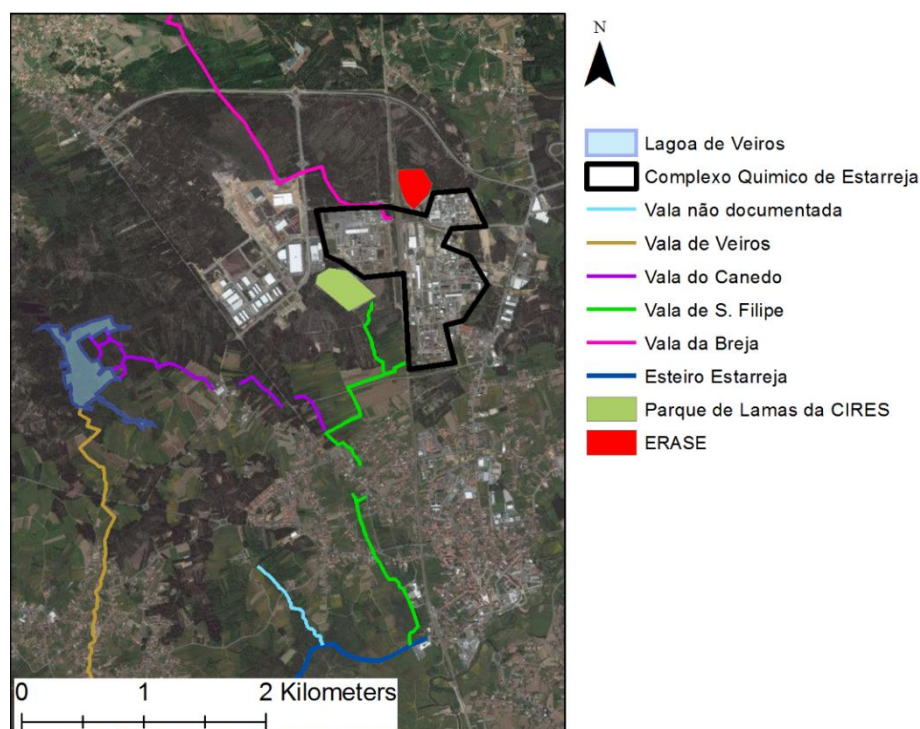 N
Lagoa de Veiros
Complexo Quimico de Estarreja
Vala não documentada
Vala de Veiros
Vala do Canedo
Vala de S. Filipe
Vala da Breja
Esteiro Estarreja
Parque de Lamas da CIRES
ERASE
0 1 2 Kilometers